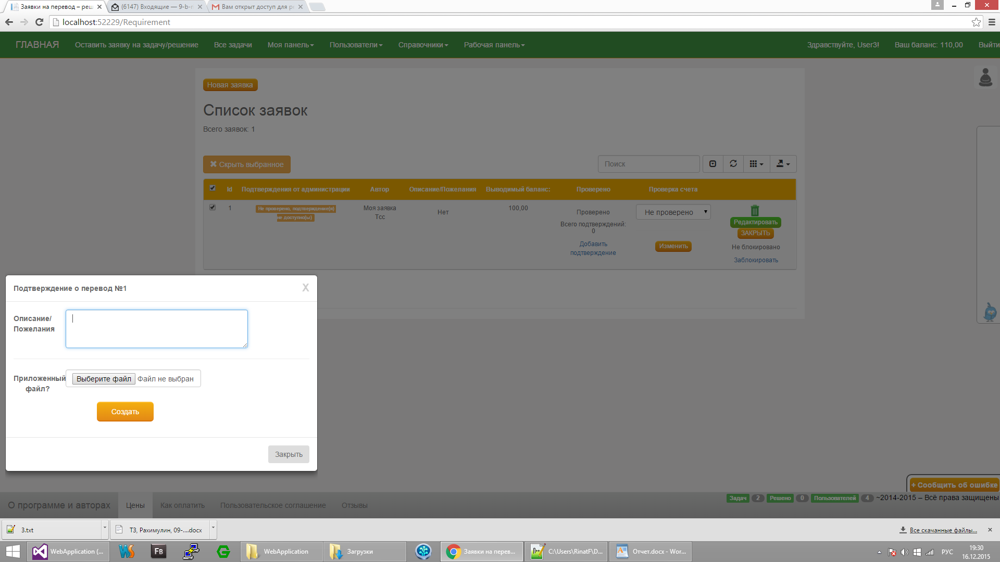 Заявки на перевод – реш
(6147) Входящие — 9-b-r
Вам открыт доступ для р
localhost:52229/Requirement
ГЛАВНАЯ
Оставить заявку на задачу/решение
Все задачи
Моя панель
Пользователи
Справочники
Рабочая панель
Здравствуйте, User3!
Ваш баланс: 110,00
Выйти
Новая заявка
Список заявок
Всего заявок: 1
Скрыть выбранное
Поиск
Id Подтверждения от администрации Автор Описание/Пожелания Выводимый баланс: Проверено Проверка счета
1
Не проверено, подтверждение(я)
не доступно(ы)
Моя заявка
Tcc
Нет
100,00
Проверено
Всего подтверждений:
0
Добавить
подтверждение
Не проверено
Изменить
Редактировать
ЗАКРЫТЬ
Не блокировано
Заблокировать
Подтверждение о перевод №1
X
Описание/
Пожелания
Приложенный
файл?
Выберите файл Файл не выбран
Создать
Закрыть
+ Сообщить об ошибке
О программе и авторах
Цены
Как оплатить
Пользовательское соглашение
Отзывы
Задач 2 Решено 0 Пользователей 4 ~2014-2015 – Всё права защищены
3.txt
ТЗ, Рахимулин, 09-....docx
Все скачанные файлы...
WebApplication (...
WS
FB
WebApplication
Загрузки
Заявки на перев...
C:\Users\RinatF\D...
Отчет.docx - Wor...
РУС
19:30
16.12.2015